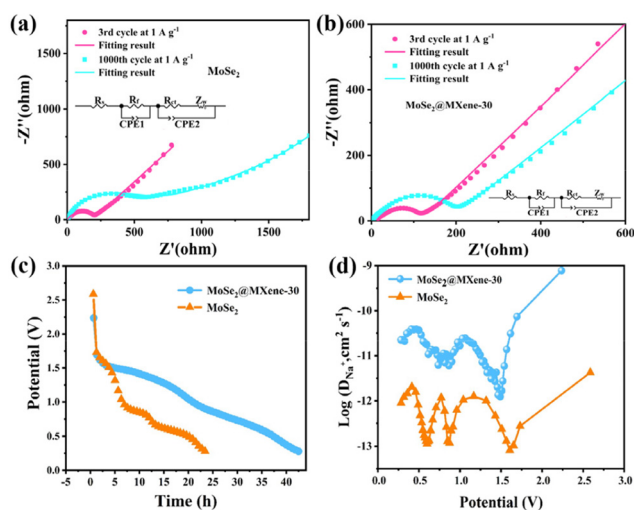 (a)
3rd cycle at 1 A g⁻¹
Fitting result
1000th cycle at 1 A g⁻¹
Fitting result
MoSe₂
Rf
Rct
Zw
CPE1
CPE2
-Z''(ohm)
1750
1500
1250
1000
750
500
250
0
0 500 1000 1500
Z'(ohm)
(b)
3rd cycle at 1 A g⁻¹
Fitting result
1000th cycle at 1 A g⁻¹
Fitting result
MoSe₂@MXene-30
Rs
Rf
Rct
Zw
CPE1
CPE2
-Z''(ohm)
-600
-400
-200
0
0 200 400 600
Z'(ohm)
(c)
MoSe₂@MXene-30
MoSe₂
Potential (V)
3.0
2.5
2.0
1.5
1.0
0.5
0.0
-5 0 5 10 15 20 25 30 35 40 45
Time (h)
(d)
MoSe₂@MXene-30
MoSe₂
Log (D_Na⁺,cm² s⁻¹)
-9
-10
-11
-12
-13
0.0 0.5 1.0 1.5 2.0 2.5 3.0
Potential (V)